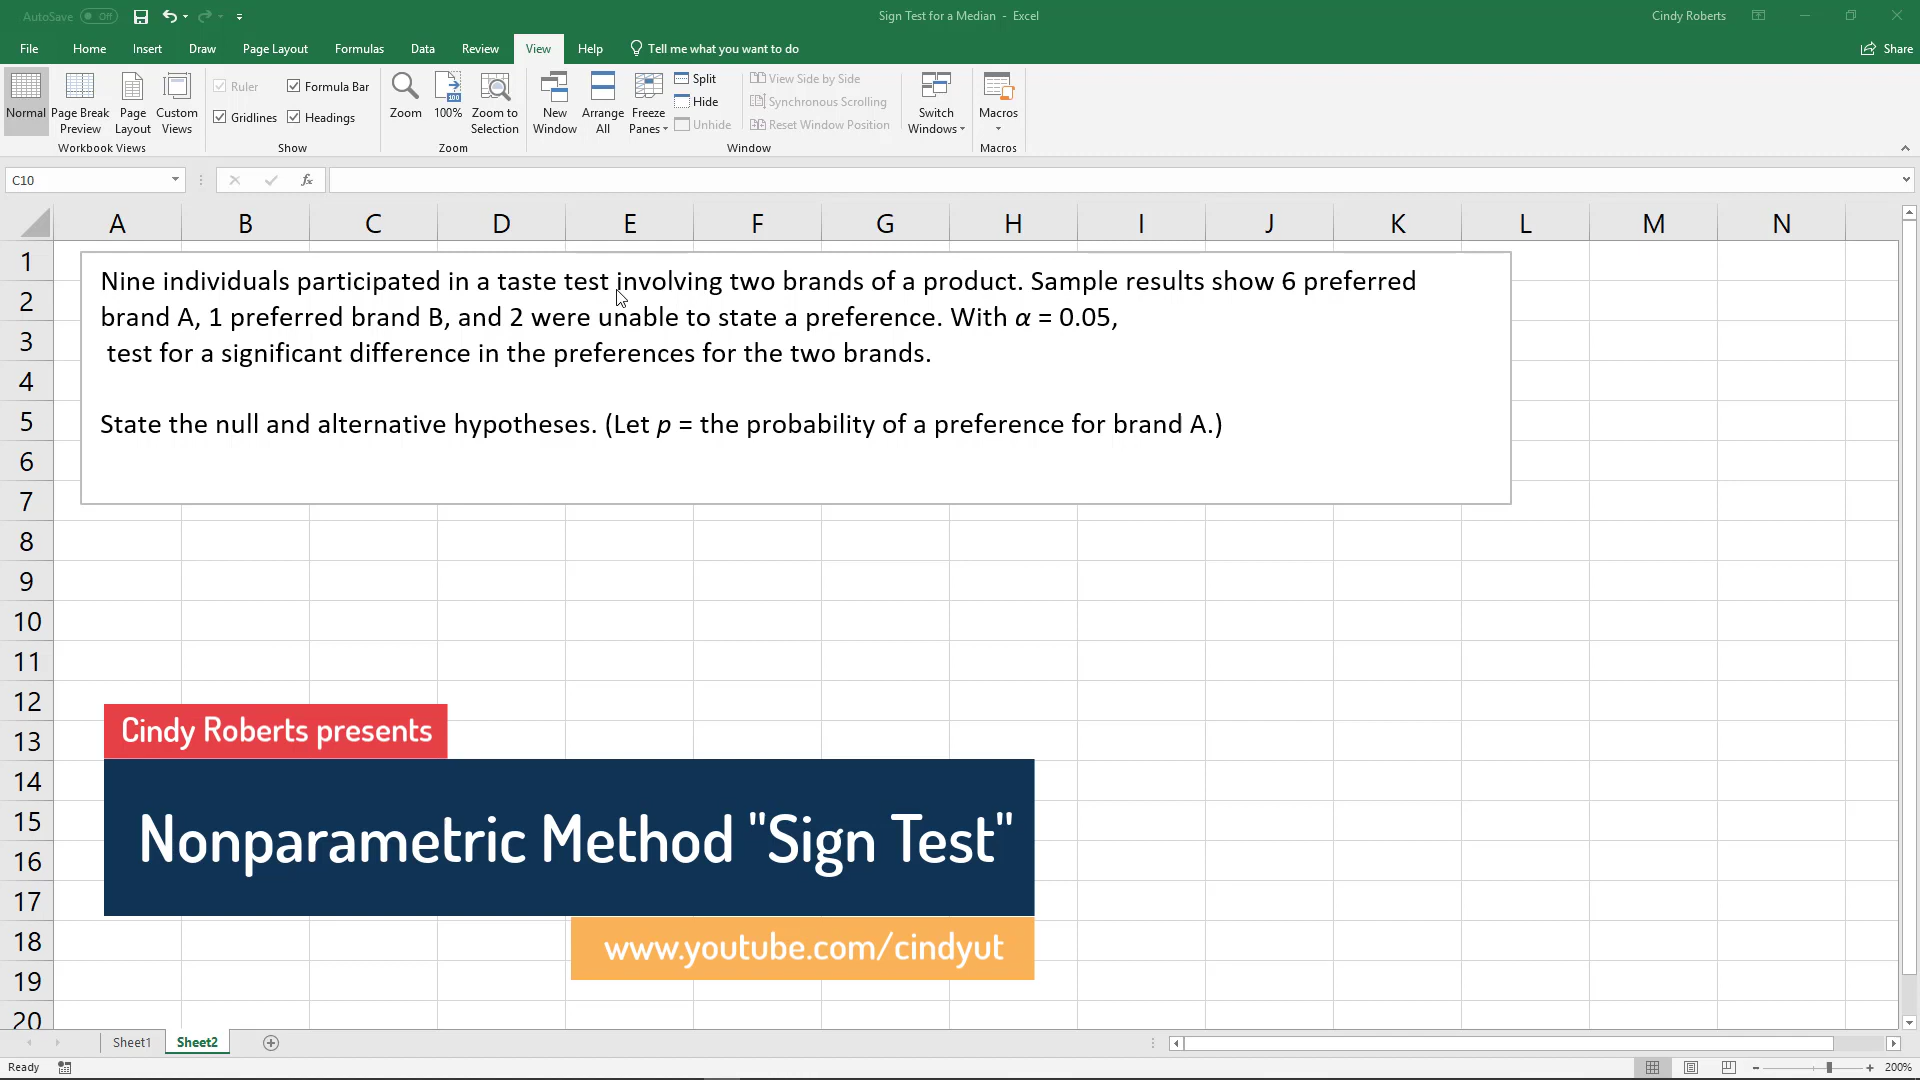 AutoSave Off
Sign Test for a Median - Excel
Cindy Roberts
File Home Insert Draw Page Layout Formulas Data Review View Help Tell me what you want to do
Share
Normal
Page Break Preview
Page Layout
Custom Views
Workbook Views
Ruler
Formula Bar
Gridlines
Headings
Show
Zoom
100%
Zoom to Selection
Zoom
New Window
Arrange All
Freeze Panes
Split
Hide
Unhide
View Side by Side
Synchronous Scrolling
Reset Window Position
Window
Switch Windows
Macros
Macros
C10
fx
A B C D E F G H I J K L M N
1
2
3
4
5
6
7
8
9
10
11
12
13
14
15
16
17
18
19
20
Nine individuals participated in a taste test involving two brands of a product. Sample results show 6 preferred
brand A, 1 preferred brand B, and 2 were unable to state a preference. With α = 0.05,
test for a significant difference in the preferences for the two brands.
State the null and alternative hypotheses. (Let p = the probability of a preference for brand A.)
Cindy Roberts presents
Nonparametric Method "Sign Test"
www.youtube.com/cindyut
Sheet1 Sheet2
Ready
200%